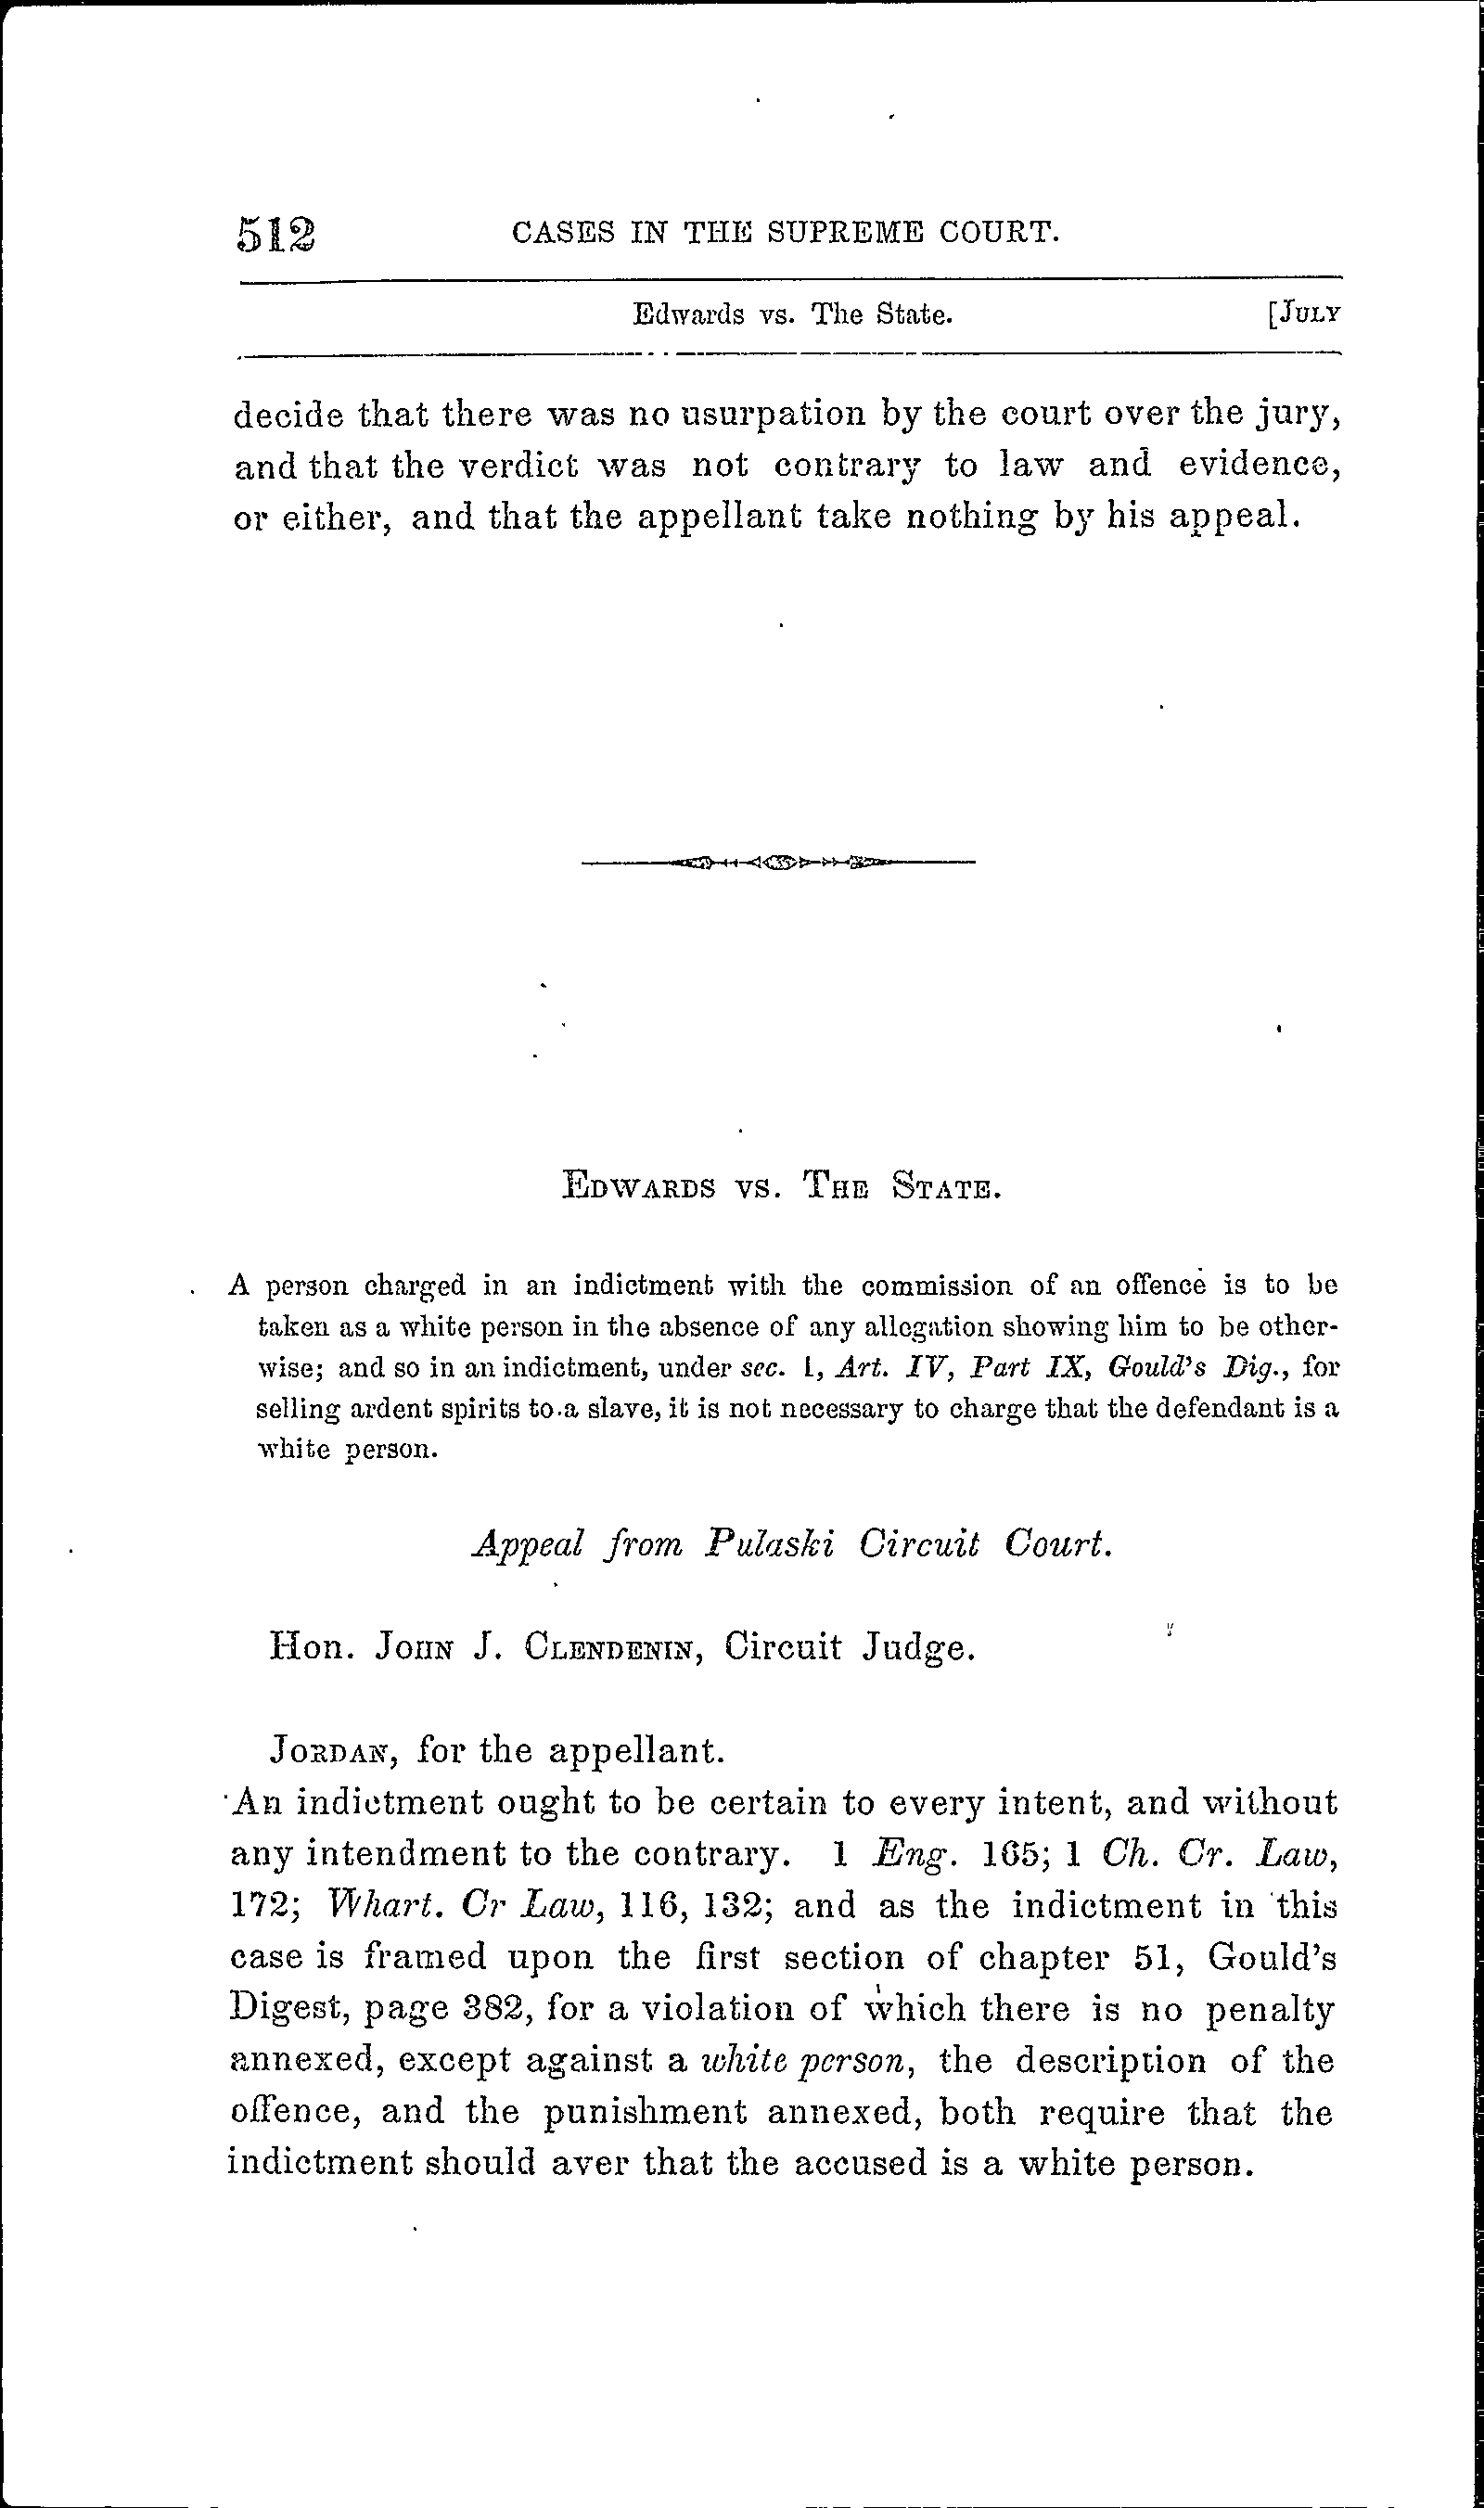 512 CASES IN THE SUPREME COURT.
Edwards vs. The State. [JULY
decide that there was no usurpation by the court over the jury,
and that the verdict was not contrary to law and evidence,
or either, and that the appellant take nothing by his appeal.
EDWARDS VS. THE STATE.
A person charged in an indictment with the commission of an offence is to be
taken as a white person in the absence of any allegation showing him to be other-
wise; and so in an indictment, under sec. 1, Art. IV, Part IX, Gould's Dig., for
selling ardent spirits to a slave, it is not necessary to charge that the defendant is a
white person.
Appeal from Pulaski Circuit Court.
Hon. JOHN J. CLENDENIN, Circuit Judge.
JORDAN, for the appellant.
An indictment ought to be certain to every intent, and without
any intendment to the contrary. 1 Eng. 165; 1 Ch. Cr. Law,
172; Whart. Cr Law, 116, 132; and as the indictment in this
case is framed upon the first section of chapter 51, Gould's
Digest, page 382, for a violation of which there is no penalty
annexed, except against a white person, the description of the
offence, and the punishment annexed, both require that the
indictment should aver that the accused is a white person.